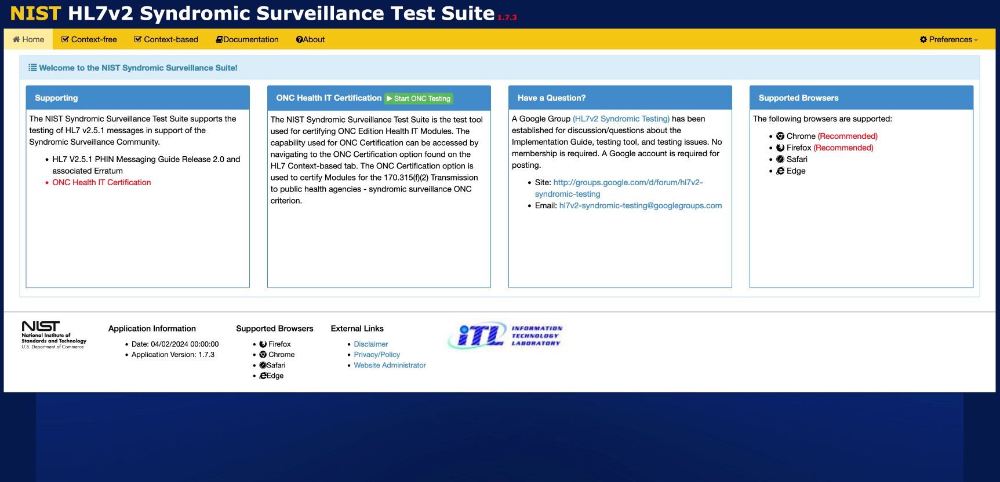 NIST HL7v2 Syndromic Surveillance Test Suite 1.7.3
Home Context-free Context-based Documentation About Preferences
Welcome to the NIST Syndromic Surveillance Suite!
Supporting
The NIST Syndromic Surveillance Test Suite supports the
testing of HL7 v2.5.1 messages in support of the
Syndromic Surveillance Community.
HL7 V2.5.1 PHIN Messaging Guide Release 2.0 and
associated Erratum
ONC Health IT Certification
ONC Health IT Certification Start ONC Testing
The NIST Syndromic Surveillance Test Suite is the test tool
used for certifying ONC Edition Health IT Modules. The
capability used for ONC Certification can be accessed by
navigating to the ONC Certification option found on the
HL7 Context-based tab. The ONC Certification option is
used to certify Modules for the 170.315(f)(2) Transmission
to public health agencies - syndromic surveillance ONC
criterion.
Have a Question?
A Google Group (HL7v2 Syndromic Testing) has been
established for discussion/questions about the
Implementation Guide, testing tool, and testing issues. No
membership is required. A Google account is required for
posting.
Site: http://groups.google.com/d/forum/hl7v2-
syndromic-testing
Email: hl7v2-syndromic-testing@googlegroups.com
Supported Browsers
The following browsers are supported:
Chrome (Recommended)
Firefox (Recommended)
Safari
Edge
NIST
National Institute of
Standards and Technology
U.S. Department of Commerce
Application Information
Date: 04/02/2024 00:00:00
Application Version: 1.7.3
Supported Browsers
Firefox
Chrome
Safari
Edge
External Links
Disclaimer
Privacy/Policy
Website Administrator
ITL
INFORMATION
TECHNOLOGY
LABORATORY